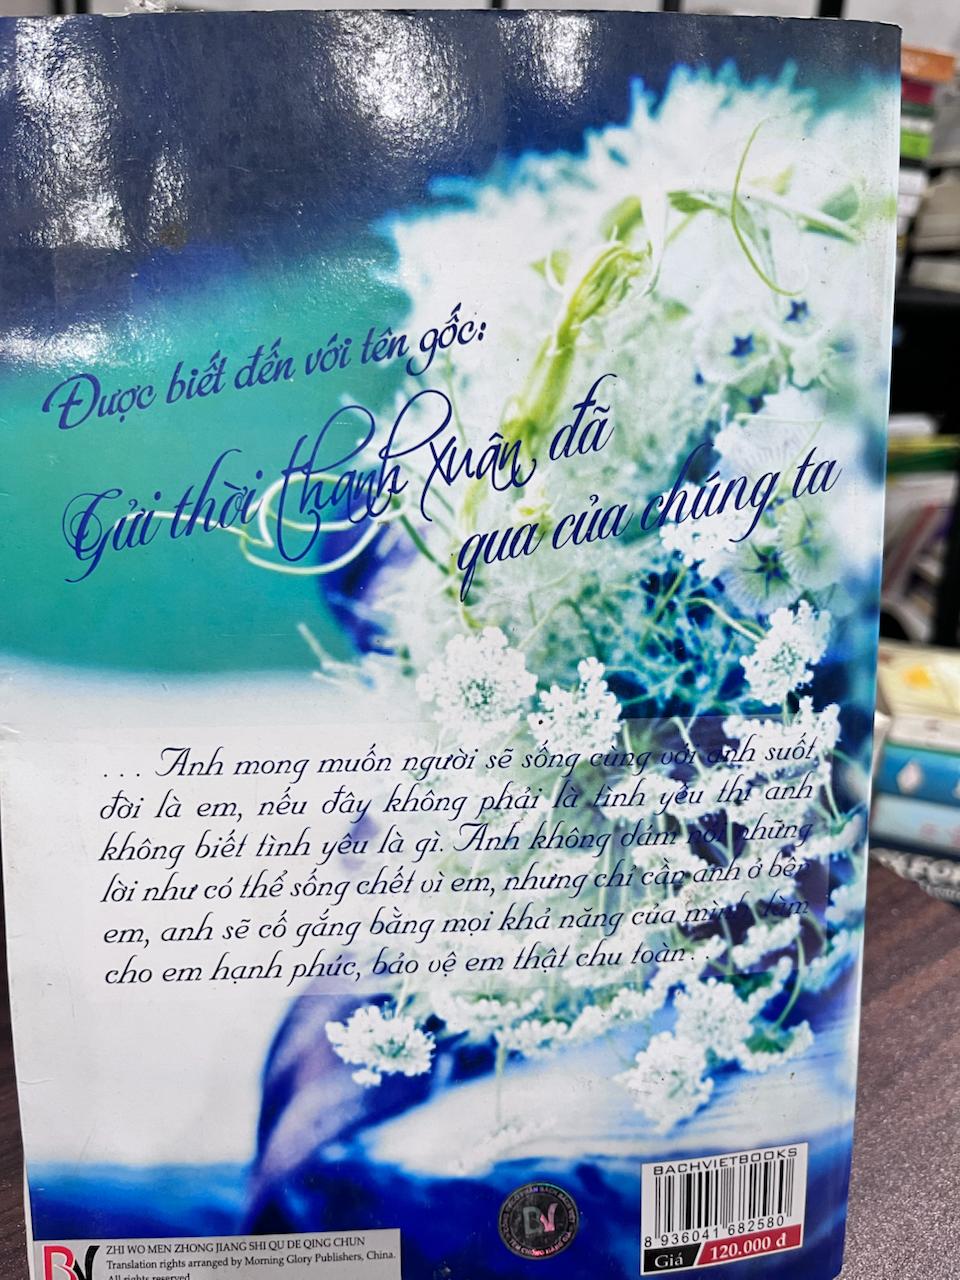 Được biết đến với tên gốc:
Gửi thời thanh xuân đã
qua của chúng ta
... Anh mong muốn người sẽ sống cùng với anh suốt
đời là em, nếu đây không phải là tình yêu thì anh
không biết tình yêu là gì. Anh không dám nói những
lời như có thể sống chết vì em, nhưng chỉ cần anh ở bên
em, anh sẽ cố gắng bằng mọi khả năng của mình làm
cho em hạnh phúc, bảo vệ em thật chu toàn...
BACHVIETBOOKS
8 936041 682580
Giá 120.000 đ
BV
BV
ZHI WO MEN ZHONG JIANG SHI QU DE QING CHUN
Translation rights arranged by Morning Glory Publishers, China.
All rights reserved